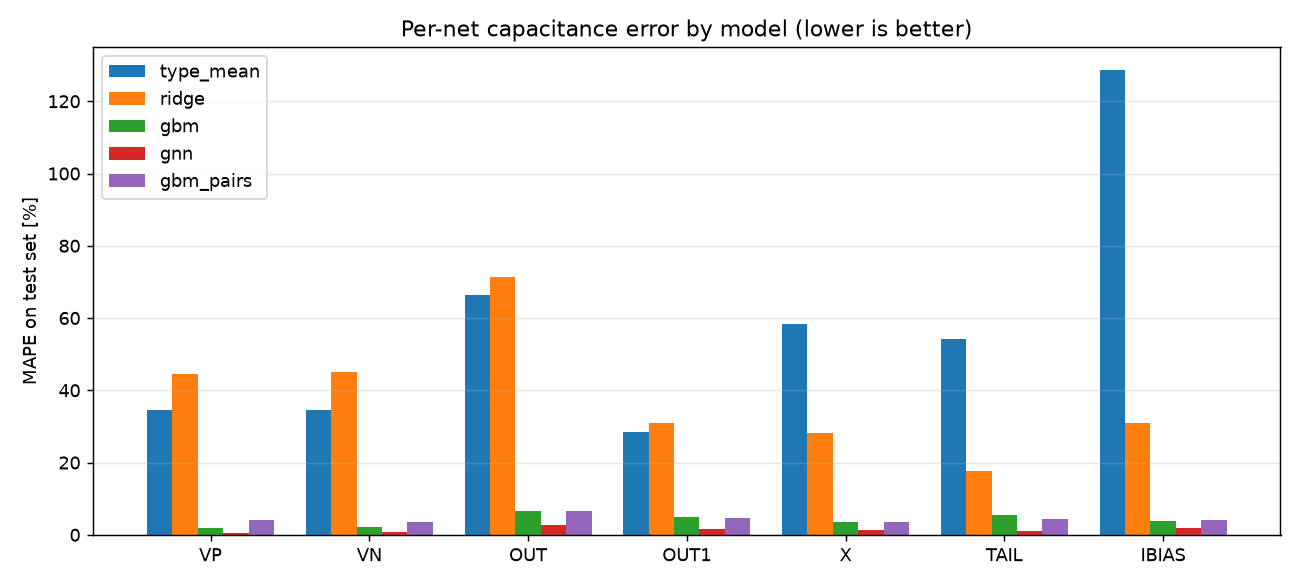 Per-net capacitance error by model (lower is better)
MAPE on test set [%]
120
100
80
60
40
20
0
type_mean
ridge
gbm
gnn
gbm_pairs
VP VN OUT OUT1 X TAIL IBIAS